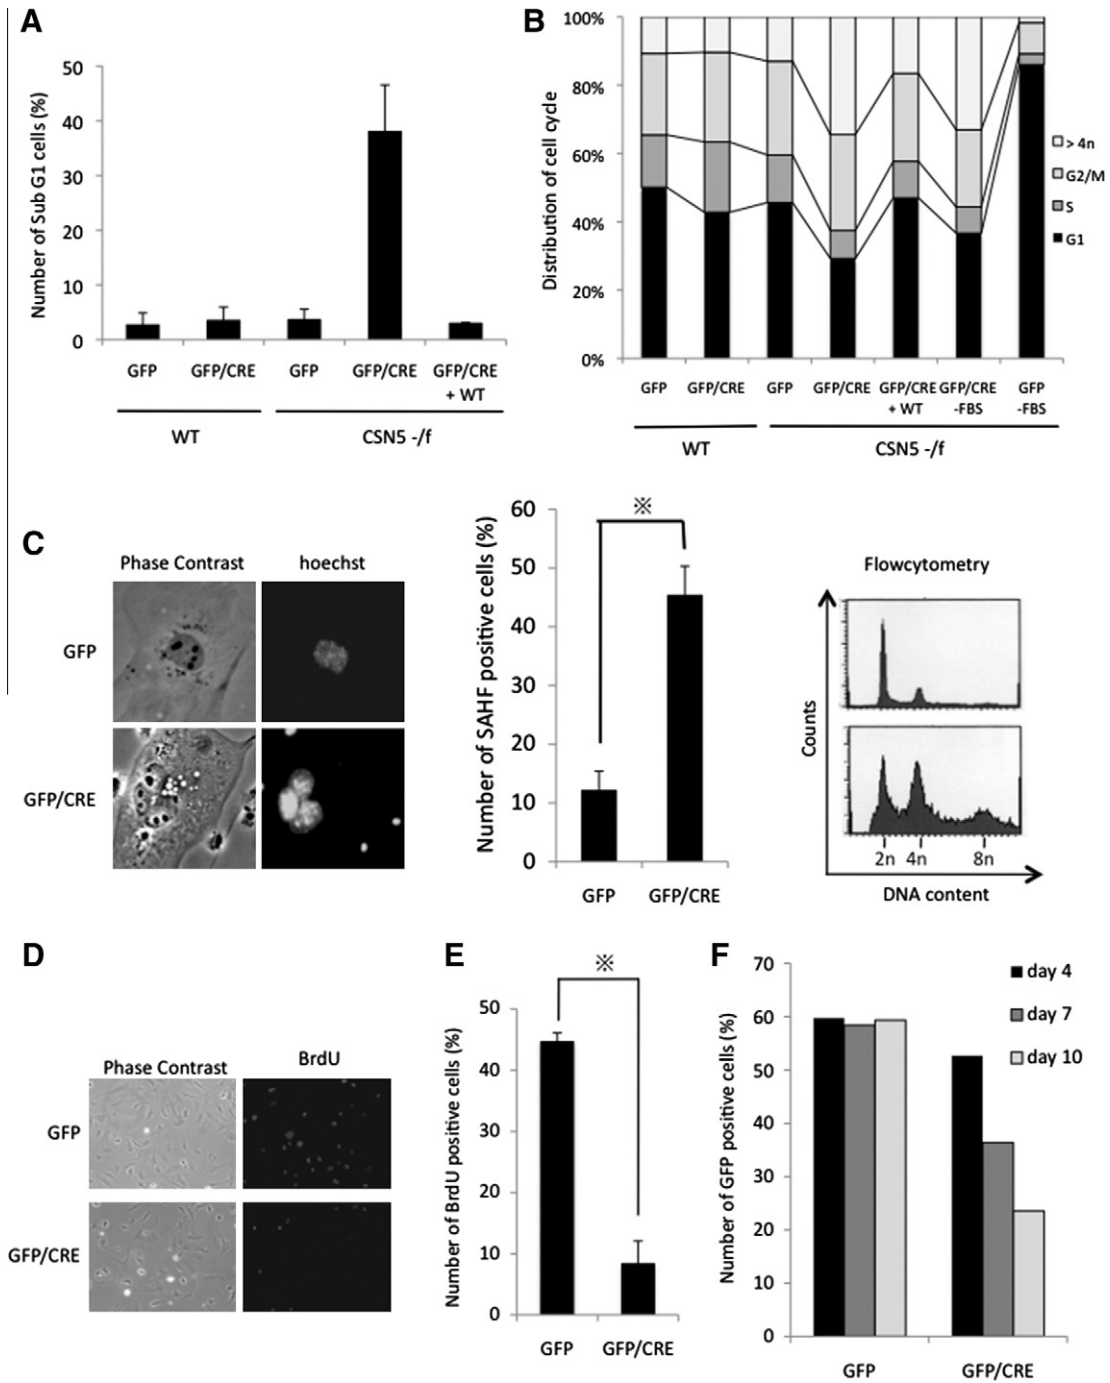 A
Number of Sub G1 cells (%)
50
40
30
20
10
0
GFP
GFP/CRE
GFP
GFP/CRE
GFP/CRE
+ WT
WT
CSN5 -/f
B
Distribution of cell cycle
100%
80%
60%
40%
20%
0%
GFP
GFP/CRE
GFP
GFP/CRE
GFP/CRE
+ WT
GFP/CRE
-FBS
GFP
-FBS
WT
CSN5 -/f
> 4n
G2/M
S
G1
C
Phase Contrast
hoechst
GFP
GFP/CRE
Number of SAHF positive cells (%)
60
50
40
30
20
10
0
※
GFP
GFP/CRE
Flowcytometry
Counts
2n 4n 8n
DNA content
D
Phase Contrast
BrdU
GFP
GFP/CRE
E
Number of BrdU positive cells (%)
50
40
30
20
10
0
※
GFP
GFP/CRE
F
Number of GFP positive cells (%)
70
60
50
40
30
20
10
0
day 4
day 7
day 10
GFP
GFP/CRE